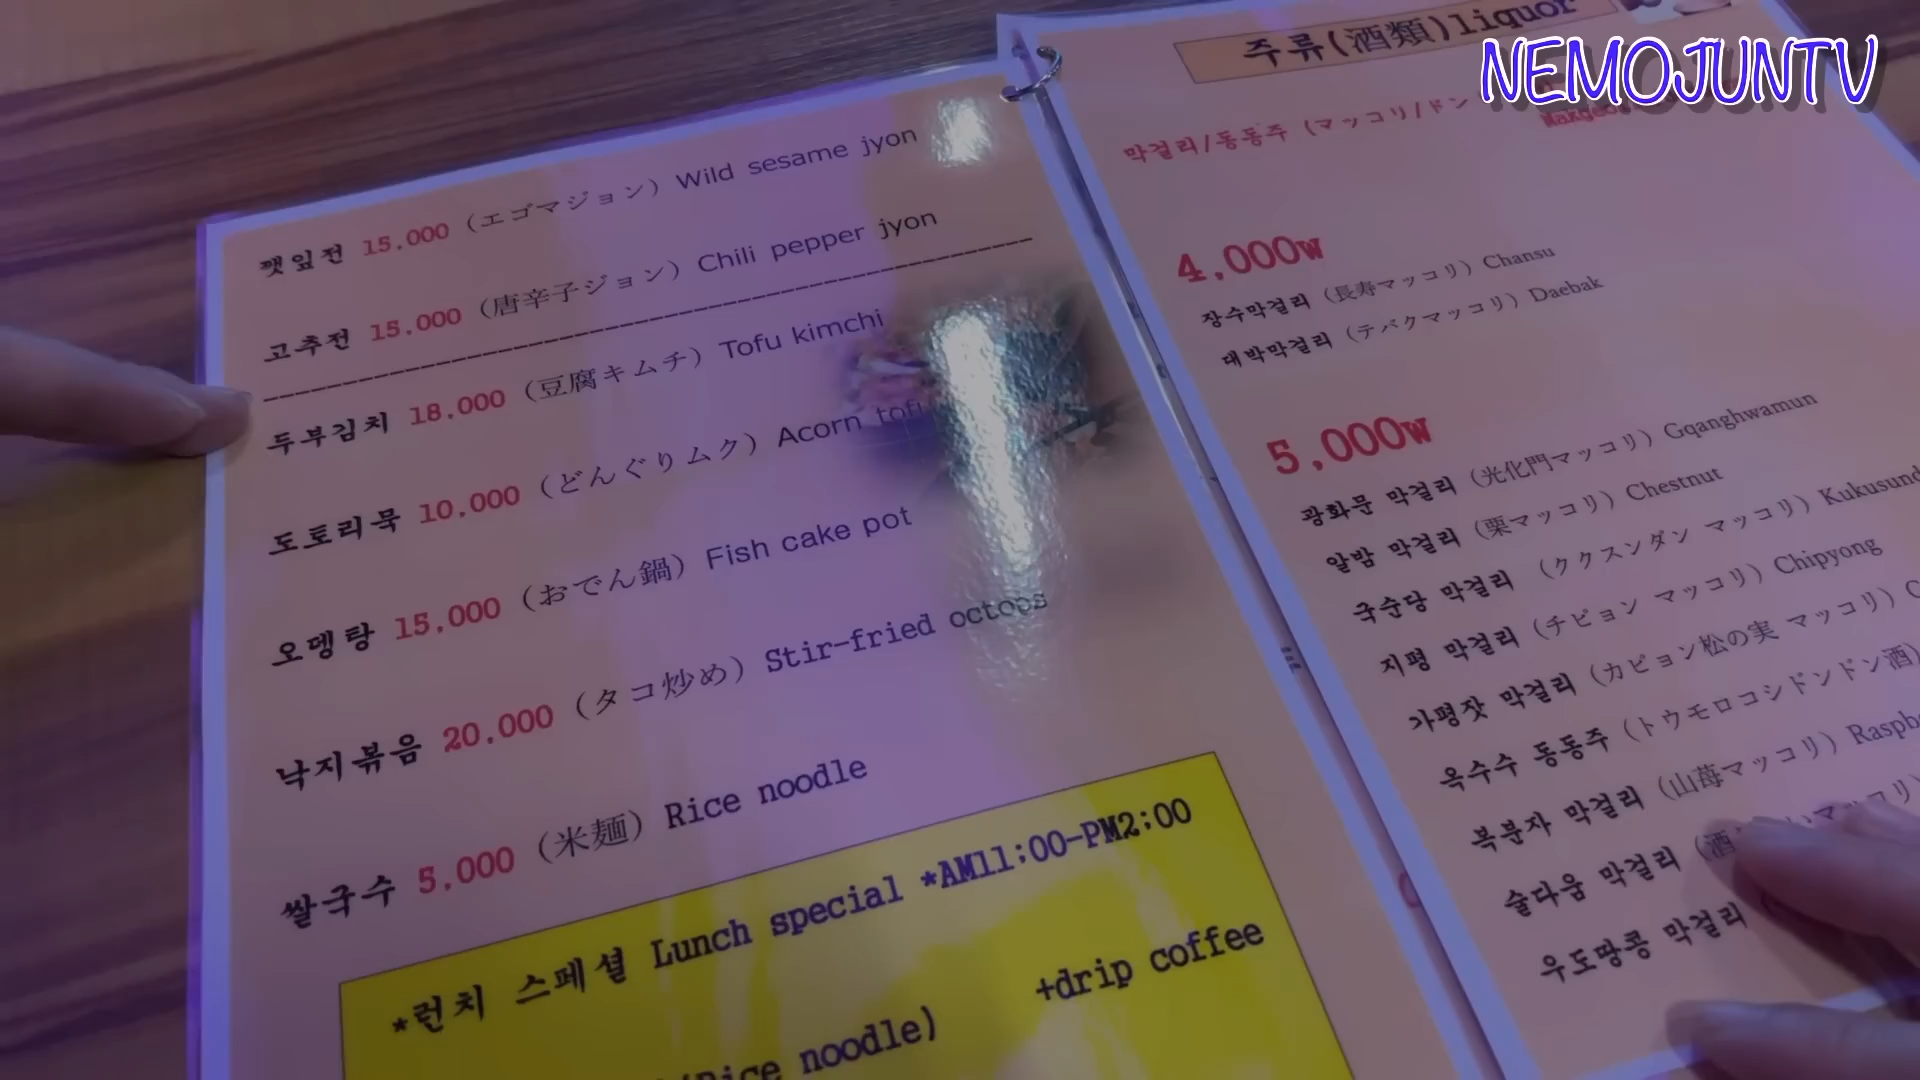 NEMOJUNTV
깻잎전 15.000 (エゴマジョン) Wild sesame jyon
고추전 15.000 (唐辛子ジョン) Chili pepper jyon
두부김치 18.000 (豆腐キムチ) Tofu kimchi
도토리묵 10.000 (どんぐりムク) Acorn tofu
오뎅탕 15.000 (おでん鍋) Fish cake pot
낙지볶음 20.000 (タコ炒め) Stir-fried octops
쌀국수 5.000 (米麺) Rice noodle
*런치 스페셜 Lunch special *AM11:00-PM2:00
(Rice noodle) +drip coffee
주류(酒類)liquor
막걸리/동동주 (マッコリ/ドン
4,000w
장수막걸리 (長寿マッコリ) Chansu
대박막걸리 (テバクマッコリ) Daebak
5,000w
광화문 막걸리 (光化門マッコリ) Gqanghwamun
알밤 막걸리 (栗マッコリ) Chestnut
국순당 막걸리 (ククスンダン マッコリ) Kukusund
지평 막걸리 (チピョン マッコリ) Chipyong
가평잣 막걸리 (カピョン松の実 マッコリ) C
옥수수 동동주 (トウモロコシドンドン酒)
복분자 막걸리 (山苺マッコリ) Raspb
술다움 막걸리 (酒
우도땅콩 막걸리